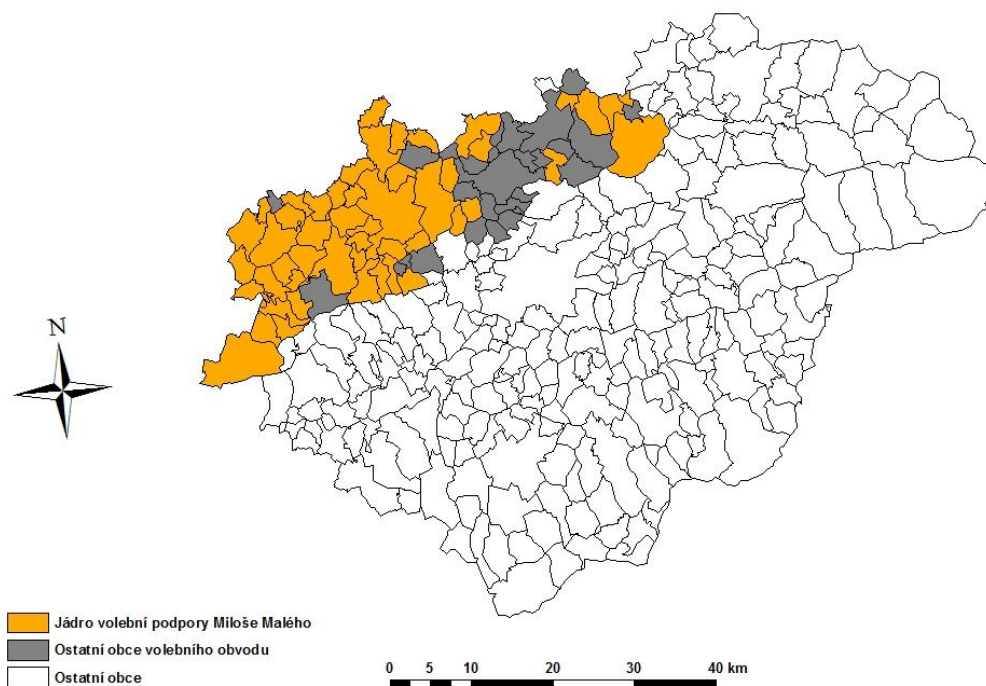 N
Jádro volební podpory Miloše Malého
Ostatní obce volebního obvodu
Ostatní obce
0 5 10 20 30 40 km